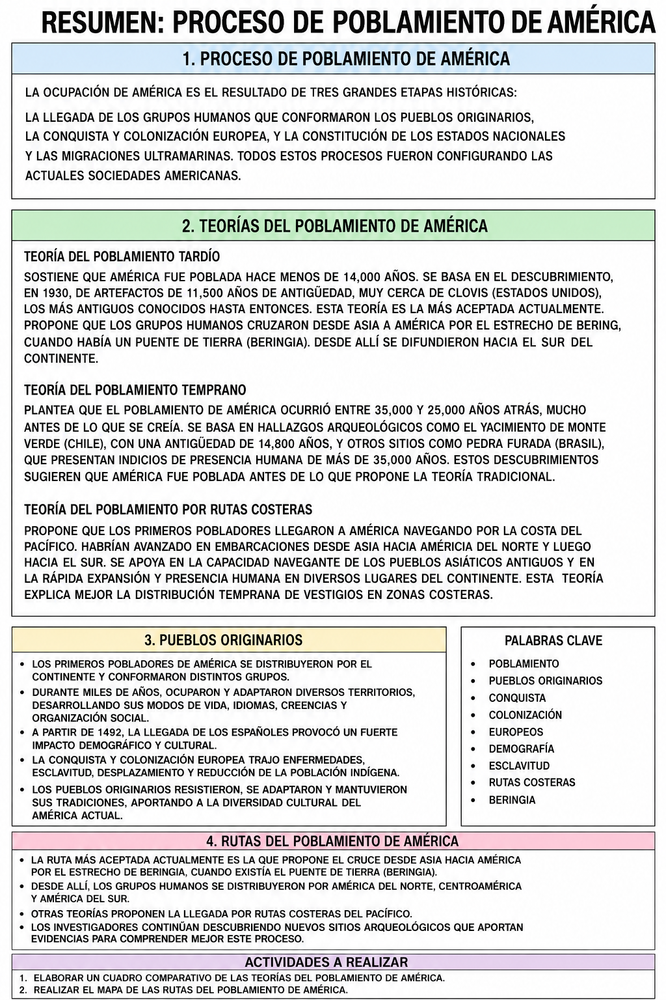 RESUMEN: PROCESO DE POBLAMIENTO DE AMÉRICA
1. PROCESO DE POBLAMIENTO DE AMÉRICA
LA OCUPACIÓN DE AMÉRICA ES EL RESULTADO DE TRES GRANDES ETAPAS HISTÓRICAS:
LA LLEGADA DE LOS GRUPOS HUMANOS QUE CONFORMARON LOS PUEBLOS ORIGINARIOS,
LA CONQUISTA Y COLONIZACIÓN EUROPEA, Y LA CONSTITUCIÓN DE LOS ESTADOS NACIONALES
Y LAS MIGRACIONES ULTRAMARINAS. TODOS ESTOS PROCESOS FUERON CONFIGURANDO LAS
ACTUALES SOCIEDADES AMERICANAS.
2. TEORÍAS DEL POBLAMIENTO DE AMÉRICA
TEORÍA DEL POBLAMIENTO TARDÍO
SOSTIENE QUE AMÉRICA FUE POBLADA HACE MENOS DE 14,000 AÑOS. SE BASA EN EL DESCUBRIMIENTO,
EN 1930, DE ARTEFACTOS DE 11,500 AÑOS DE ANTIGÜEDAD, MUY CERCA DE CLOVIS (ESTADOS UNIDOS),
LOS MÁS ANTIGUOS CONOCIDOS HASTA ENTONCES. ESTA TEORÍA ES LA MÁS ACEPTADA ACTUALMENTE.
PROPONE QUE LOS GRUPOS HUMANOS CRUZARON DESDE ASIA A AMÉRICA POR EL ESTRECHO DE BERING,
CUANDO HABÍA UN PUENTE DE TIERRA (BERINGIA). DESDE ALLÍ SE DIFUNDIERON HACIA EL SUR DEL
CONTINENTE.
TEORÍA DEL POBLAMIENTO TEMPRANO
PLANTEA QUE EL POBLAMIENTO DE AMÉRICA OCURRIÓ ENTRE 35,000 Y 25,000 AÑOS ATRÁS, MUCHO
ANTES DE LO QUE SE CREÍA. SE BASA EN HALLAZGOS ARQUEOLÓGICOS COMO EL YACIMIENTO DE MONTE
VERDE (CHILE), CON UNA ANTIGÜEDAD DE 14,800 AÑOS, Y OTROS SITIOS COMO PEDRA FURADA (BRASIL),
QUE PRESENTAN INDICIOS DE PRESENCIA HUMANA DE MÁS DE 35,000 AÑOS. ESTOS DESCUBRIMIENTOS
SUGIEREN QUE AMÉRICA FUE POBLADA ANTES DE LO QUE PROPONE LA TEORÍA TRADICIONAL.
TEORÍA DEL POBLAMIENTO POR RUTAS COSTERAS
PROPONE QUE LOS PRIMEROS POBLADORES LLEGARON A AMÉRICA NAVEGANDO POR LA COSTA DEL
PACÍFICO. HABRÍAN AVANZADO EN EMBARCACIONES DESDE ASIA HACIA AMÉRICIA DEL NORTE Y LUEGO
HACIA EL SUR. SE APOYA EN LA CAPACIDAD NAVEGANTE DE LOS PUEBLOS ASIÁTICOS ANTIGUOS Y EN
LA RÁPIDA EXPANSIÓN Y PRESENCIA HUMANA EN DIVERSOS LUGARES DEL CONTINENTE. ESTA TEORÍA
EXPLICA MEJOR LA DISTRIBUCIÓN TEMPRANA DE VESTIGIOS EN ZONAS COSTERAS.
3. PUEBLOS ORIGINARIOS
• LOS PRIMEROS POBLADORES DE AMÉRICA SE DISTRIBUYERON POR EL
CONTINENTE Y CONFORMARON DISTINTOS GRUPOS.
• DURANTE MILES DE AÑOS, OCUPARON Y ADAPTARON DIVERSOS TERRITORIOS,
DESARROLLANDO SUS MODOS DE VIDA, IDIOMAS, CREENCIAS Y
ORGANIZACIÓN SOCIAL.
• A PARTIR DE 1492, LA LLEGADA DE LOS ESPAÑOLES PROVOCÓ UN FUERTE
IMPACTO DEMOGRÁFICO Y CULTURAL.
• LA CONQUISTA Y COLONIZACIÓN EUROPEA TRAJO ENFERMEDADES,
ESCLAVITUD, DESPLAZAMIENTO Y REDUCCIÓN DE LA POBLACIÓN INDÍGENA.
• LOS PUEBLOS ORIGINARIOS RESISTIERON, SE ADAPTARON Y MANTUVIERON
SUS TRADICIONES, APORTANDO A LA DIVERSIDAD CULTURAL DEL
AMÉRICA ACTUAL.
PALABRAS CLAVE
• POBLAMIENTO
• PUEBLOS ORIGINARIOS
• CONQUISTA
• COLONIZACIÓN
• EUROPEOS
• DEMOGRAFÍA
• ESCLAVITUD
• RUTAS COSTERAS
• BERINGIA
4. RUTAS DEL POBLAMIENTO DE AMÉRICA
• LA RUTA MÁS ACEPTADA ACTUALMENTE ES LA QUE PROPONE EL CRUCE DESDE ASIA HACIA AMÉRICA
POR EL ESTRECHO DE BERINGIA, CUANDO EXISTÍA EL PUENTE DE TIERRA (BERINGIA).
• DESDE ALLÍ, LOS GRUPOS HUMANOS SE DISTRIBUYERON POR AMÉRICA DEL NORTE, CENTROAMÉRICA
Y AMÉRICA DEL SUR.
• OTRAS TEORÍAS PROPONEN LA LLEGADA POR RUTAS COSTERAS DEL PACÍFICO.
• LOS INVESTIGADORES CONTINÚAN DESCUBRIENDO NUEVOS SITIOS ARQUEOLÓGICOS QUE APORTAN
EVIDENCIAS PARA COMPRENDER MEJOR ESTE PROCESO.
ACTIVIDADES A REALIZAR
1. ELABORAR UN CUADRO COMPARATIVO DE LAS TEORÍAS DEL POBLAMIENTO DE AMÉRICA.
2. REALIZAR EL MAPA DE LAS RUTAS DEL POBLAMIENTO DE AMÉRICA.